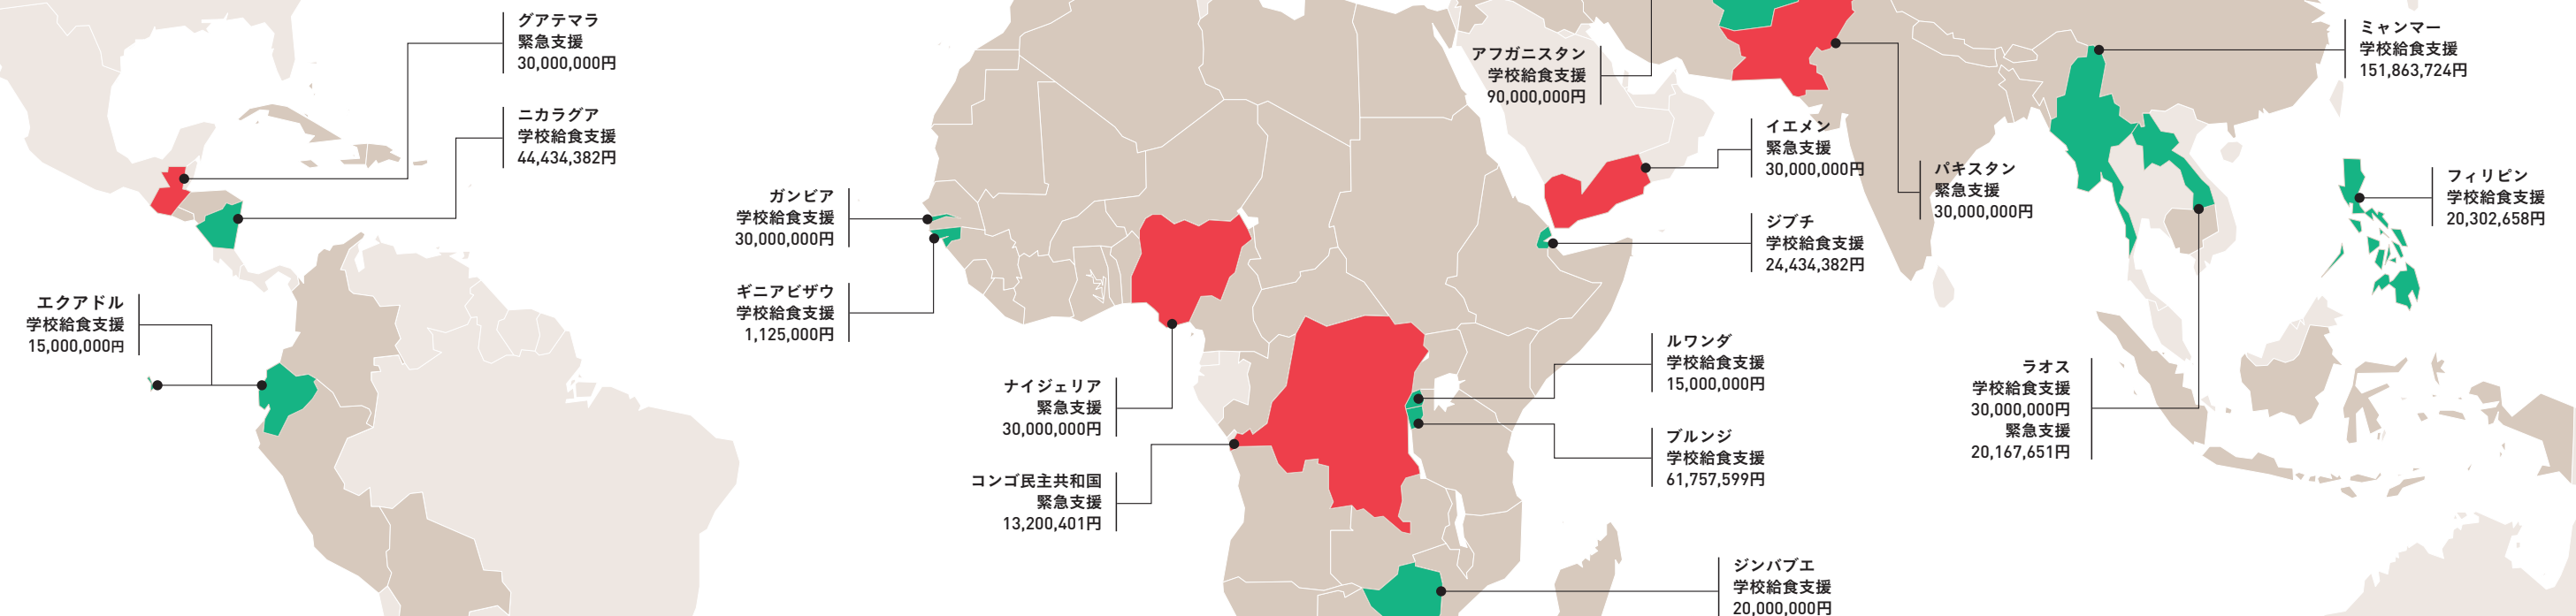 グアテマラ
緊急支援
30,000,000円
ニカラグア
学校給食支援
44,434,382円
エクアドル
学校給食支援
15,000,000円
ガンビア
学校給食支援
30,000,000円
ギニアビザウ
学校給食支援
1,125,000円
ナイジェリア
緊急支援
30,000,000円
コンゴ民主共和国
緊急支援
13,200,401円
アフガニスタン
学校給食支援
90,000,000円
イエメン
緊急支援
30,000,000円
パキスタン
緊急支援
30,000,000円
ジブチ
学校給食支援
24,434,382円
ルワンダ
学校給食支援
15,000,000円
ブルンジ
学校給食支援
61,757,599円
ジンバブエ
学校給食支援
20,000,000円
ミャンマー
学校給食支援
151,863,724円
フィリピン
学校給食支援
20,302,658円
ラオス
学校給食支援
30,000,000円
緊急支援
20,167,651円